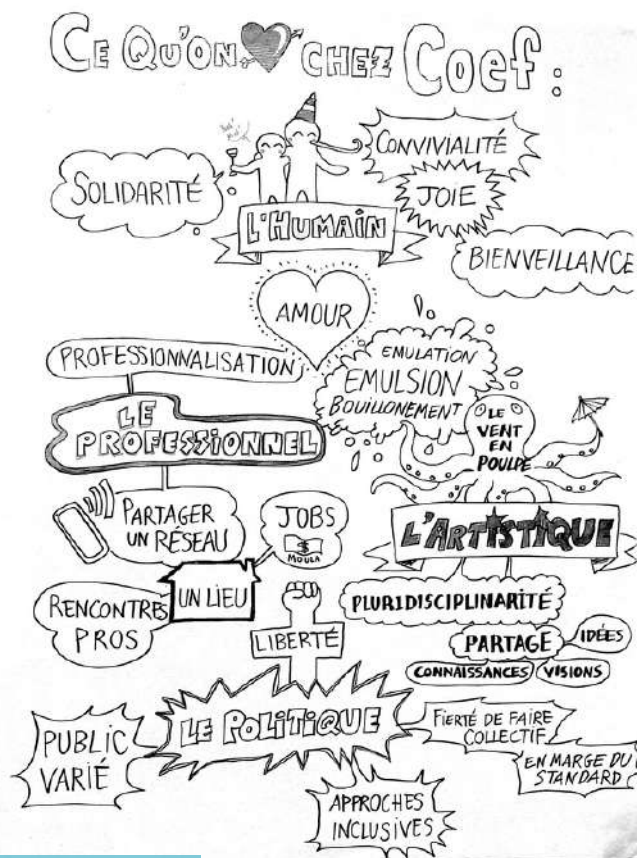 CE QU'ON CHEZ Coef :
SOLIDARITÉ
CONVIVIALITÉ
JOIE
L'HUMAIN
BIENVEILLANCE
AMOUR
PROFESSIONNALISATION
LE
PROFESSIONNEL
EMULATION
EMULSION
BOUILLONEMENT
LE
VENT
EN
POULPE
PARTAGER
UN RÉSEAU
JOBS
$
MOULA
L'ARTISTIQUE
RENCONTRES
PROS
UN LIEU
LIBERTÉ
PLURIDISCIPLINARITÉ
PARTAGE
IDÉES
CONNAISSANCES
VISIONS
LE POLITIQUE
PUBLIC
VARIÉ
FIERTÉ DE FAIRE
COLLECTIF
EN MARGE DU
STANDARD
APPROCHES
INCLUSIVES